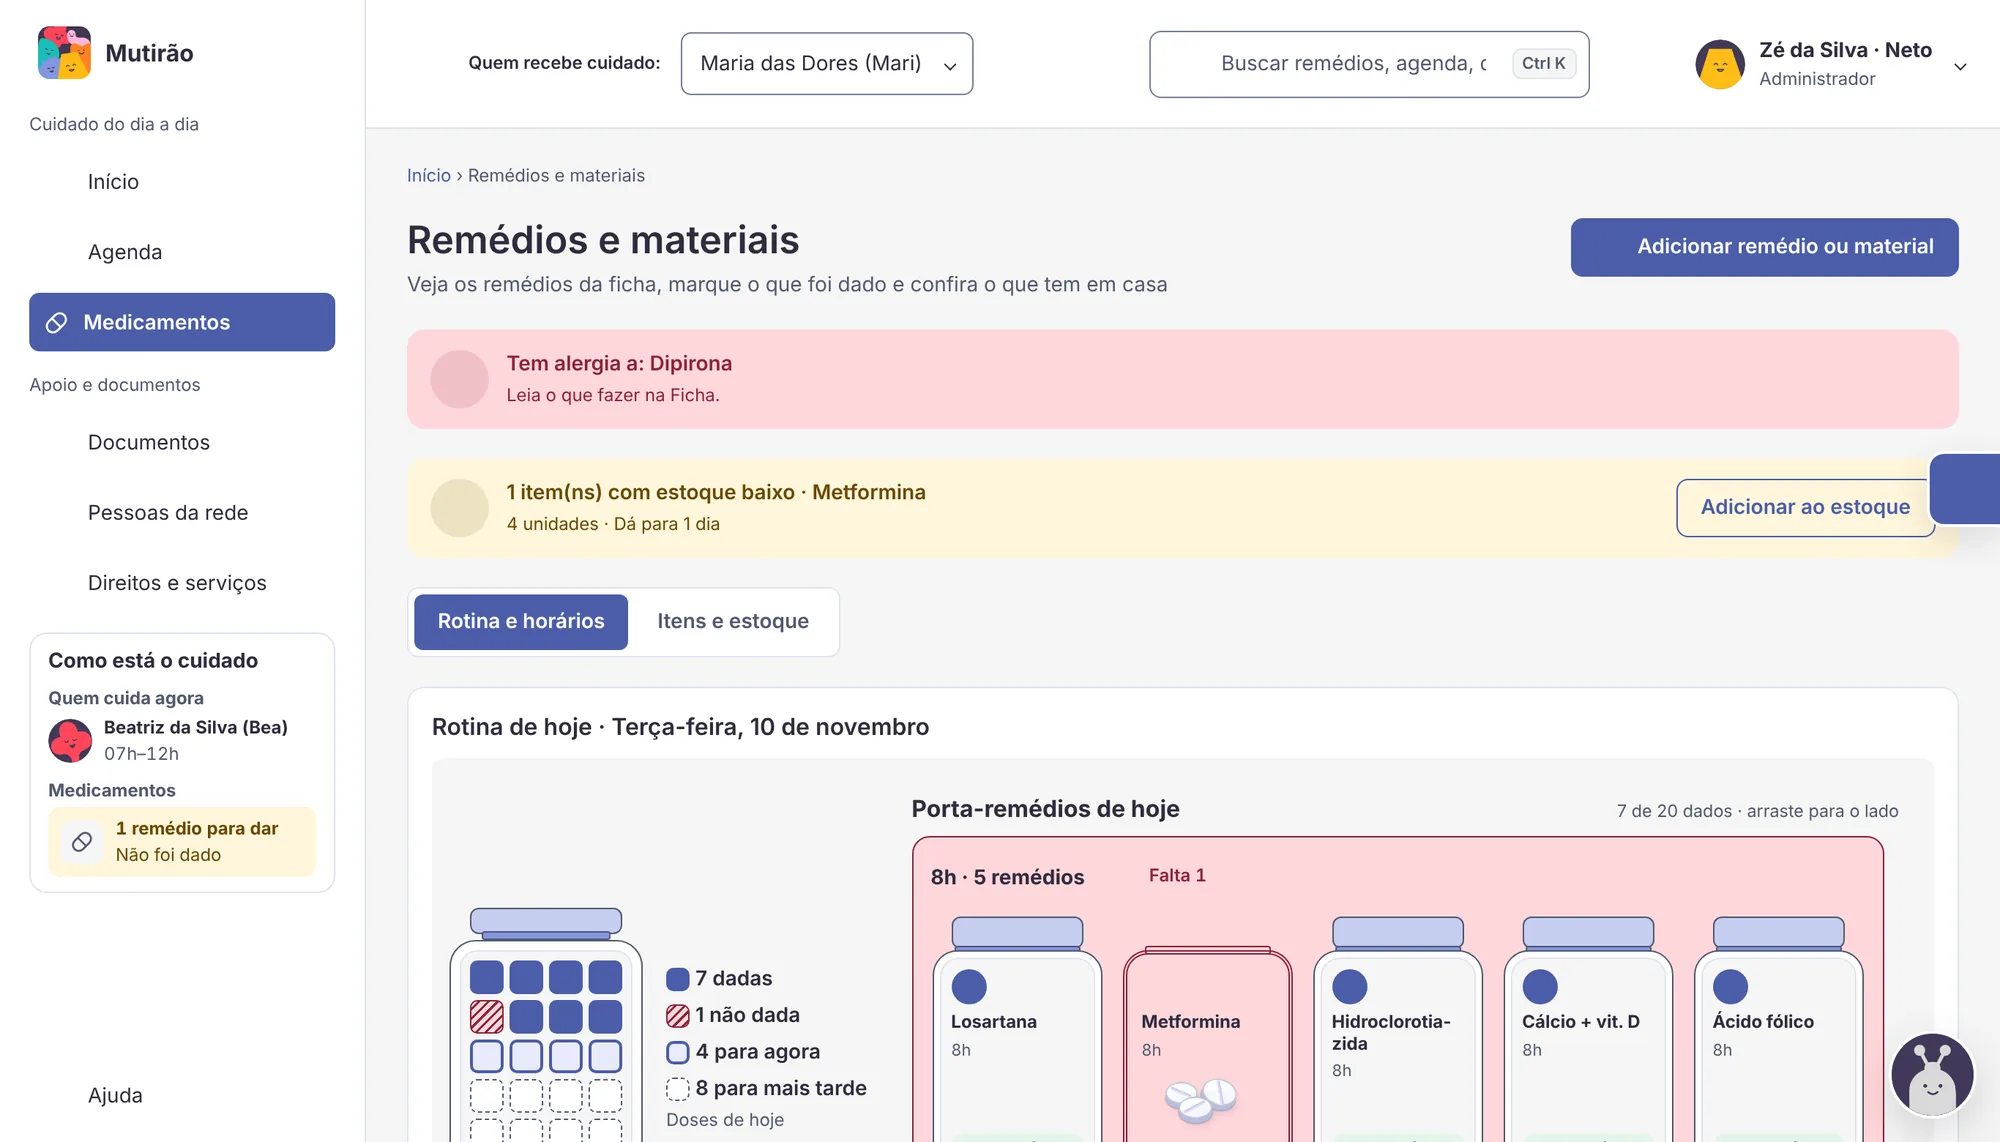 Mutirão
Quem recebe cuidado:
Maria das Dores (Mari)
Buscar remédios, agenda, c
Ctrl K
Zé da Silva · Neto
Administrador
Cuidado do dia a dia
Início
Agenda
Medicamentos
Apoio e documentos
Documentos
Pessoas da rede
Direitos e serviços
Como está o cuidado
Quem cuida agora
Beatriz da Silva (Bea)
07h–12h
Medicamentos
1 remédio para dar
Não foi dado
Ajuda
Início › Remédios e materiais
Remédios e materiais
Veja os remédios da ficha, marque o que foi dado e confira o que tem em casa
Adicionar remédio ou material
Tem alergia a: Dipirona
Leia o que fazer na Ficha.
1 item(ns) com estoque baixo · Metformina
4 unidades · Dá para 1 dia
Adicionar ao estoque
Rotina e horários
Itens e estoque
Rotina de hoje · Terça-feira, 10 de novembro
7 dadas
1 não dada
4 para agora
8 para mais tarde
Doses de hoje
Porta-remédios de hoje
7 de 20 dados · arraste para o lado
8h · 5 remédios
Falta 1
Losartana
8h
Metformina
8h
Hidroclorotia-
zida
8h
Cálcio + vit. D
8h
Ácido fólico
8h